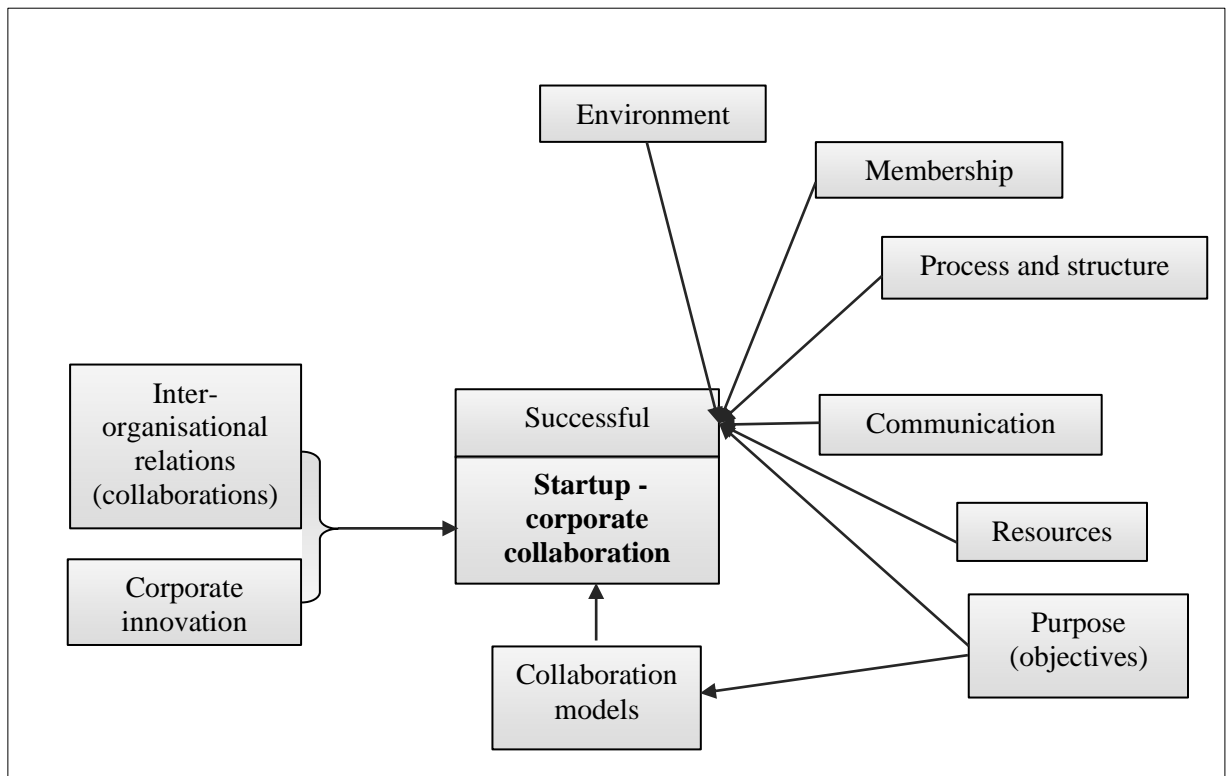 Environment
Membership
Process and structure
Inter-
organisational
relations
(collaborations)
Successful
Communication
Startup -
corporate
collaboration
Resources
Corporate
innovation
Purpose
(objectives)
Collaboration
models